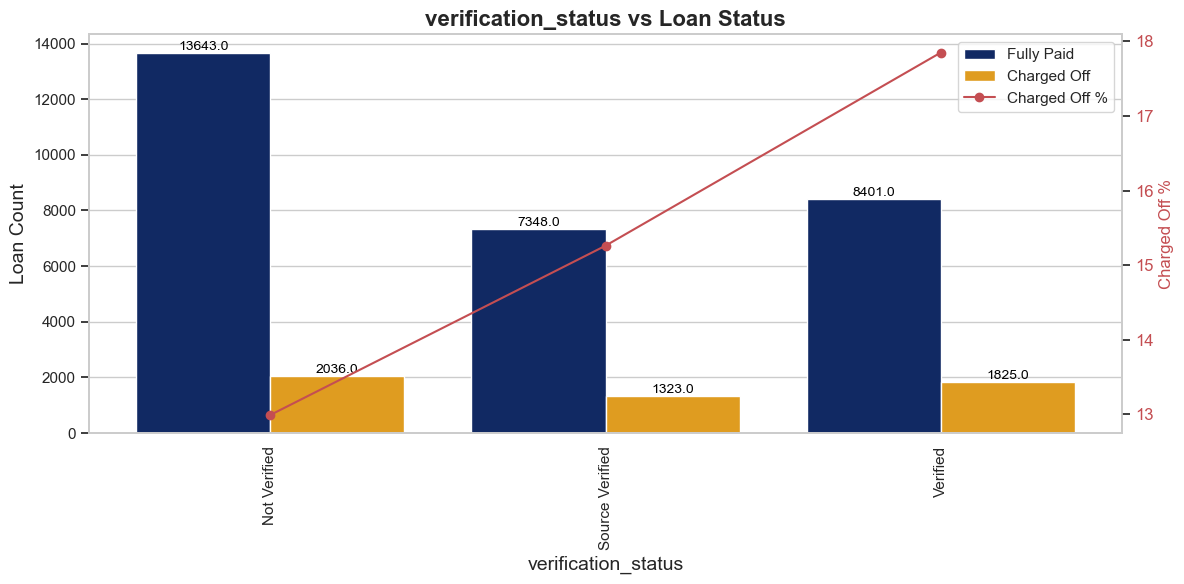 verification_status vs Loan Status
Loan Count
14000
12000
10000
8000
6000
4000
2000
0
13643.0
2036.0
7348.0
1323.0
8401.0
1825.0
Fully Paid
Charged Off
Charged Off %
18
17
16
15
14
13
Charged Off %
Not Verified
Source Verified
Verified
verification_status